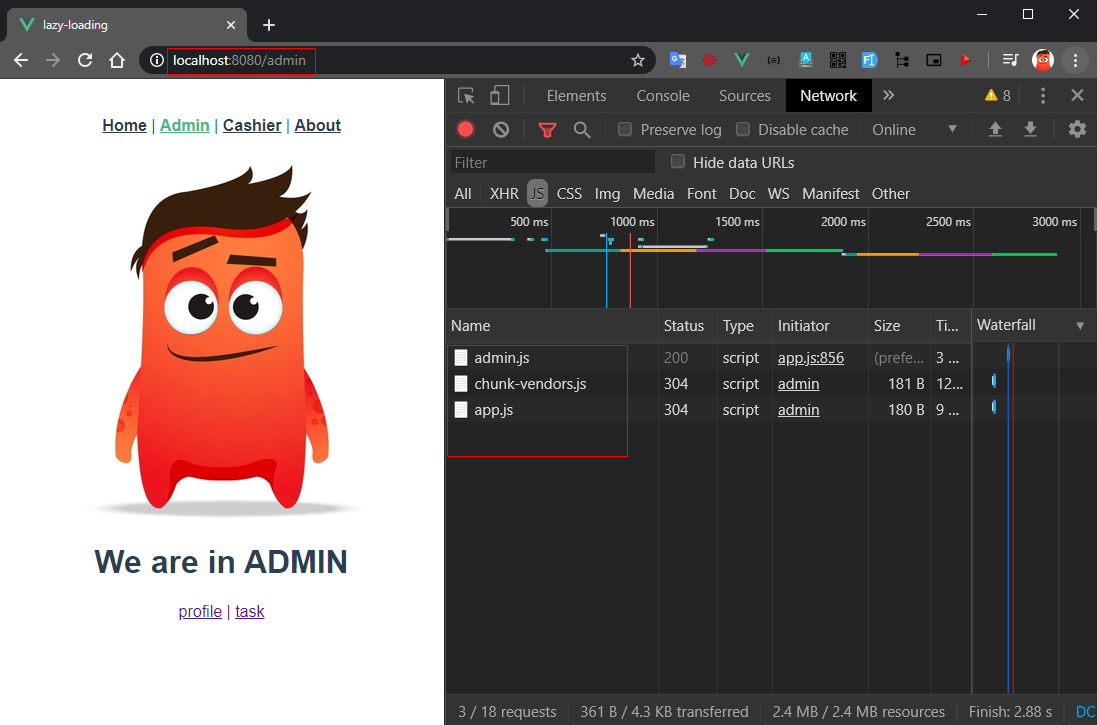 lazy-loading
localhost:8080/admin
Home | Admin | Cashier | About
We are in ADMIN
profile | task
Elements Console Sources Network 8
Preserve log Disable cache Online
Filter Hide data URLs
All XHR JS CSS Img Media Font Doc WS Manifest Other
500 ms 1000 ms 1500 ms 2000 ms 2500 ms 3000 ms
Name Status Type Initiator Size Ti... Waterfall
admin.js 200 script app.js:856 (prefe... 3 ...
chunk-vendors.js 304 script admin 181 B 12...
app.js 304 script admin 180 B 9 ...
3 / 18 requests 361 B / 4.3 KB transferred 2.4 MB / 2.4 MB resources Finish: 2.88 s DC